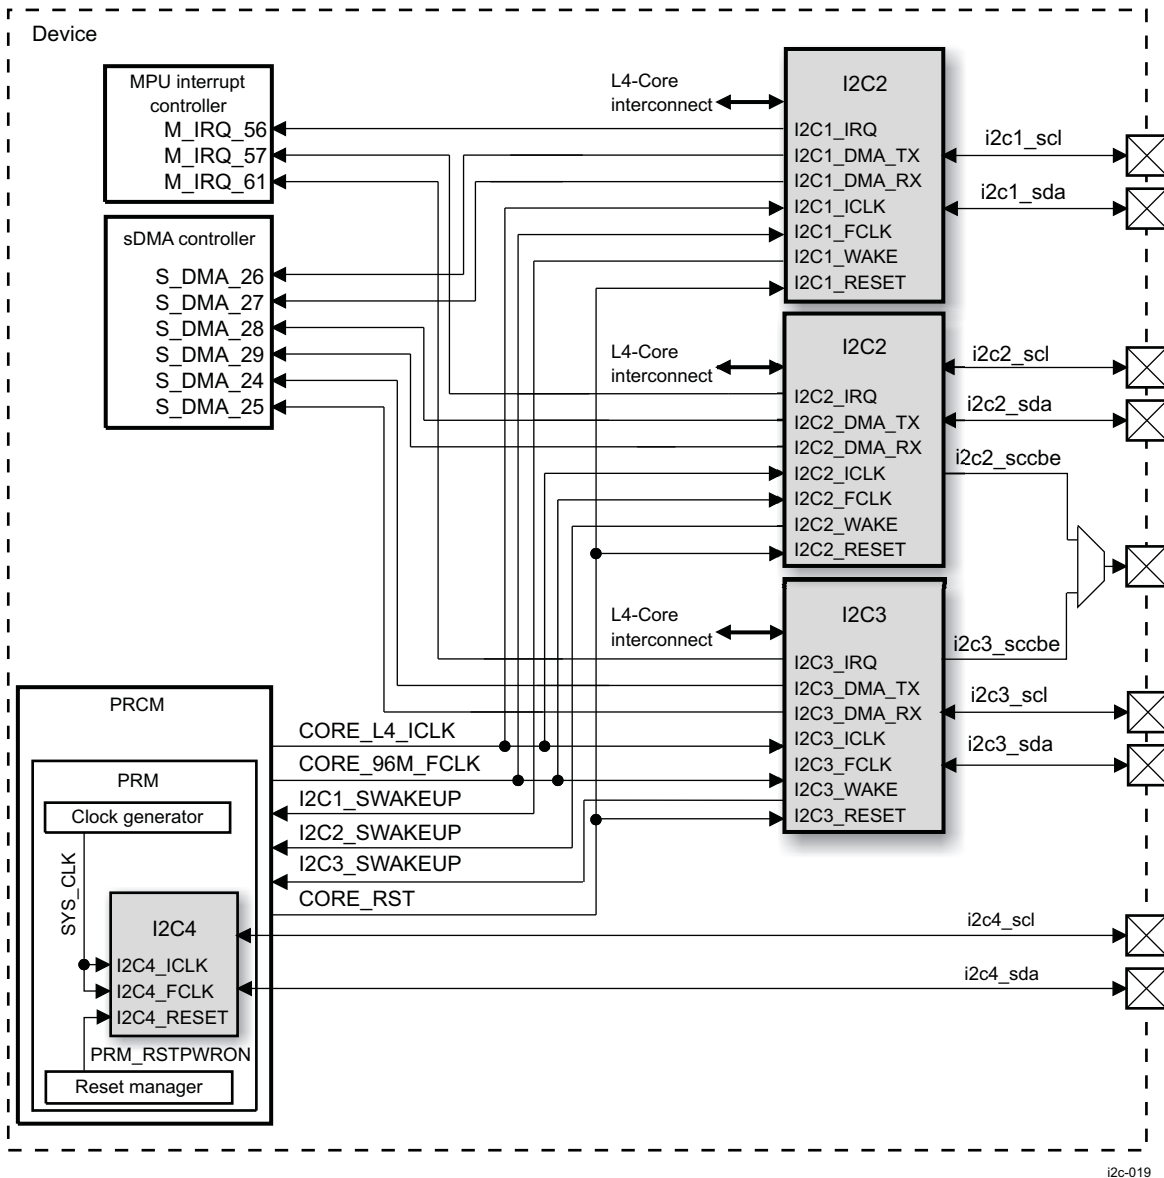 Device
MPU interrupt
controller
M_IRQ_56
M_IRQ_57
M_IRQ_61
sDMA controller
S_DMA_26
S_DMA_27
S_DMA_28
S_DMA_29
S_DMA_24
S_DMA_25
L4-Core
interconnect
I2C2
I2C1_IRQ
I2C1_DMA_TX
I2C1_DMA_RX
I2C1_ICLK
I2C1_FCLK
I2C1_WAKE
I2C1_RESET
i2c1_scl
i2c1_sda
L4-Core
interconnect
I2C2
I2C2_IRQ
I2C2_DMA_TX
I2C2_DMA_RX
I2C2_ICLK
I2C2_FCLK
I2C2_WAKE
I2C2_RESET
i2c2_scl
i2c2_sda
i2c2_sccbe
L4-Core
interconnect
I2C3
I2C3_IRQ
I2C3_DMA_TX
I2C3_DMA_RX
I2C3_ICLK
I2C3_FCLK
I2C3_WAKE
I2C3_RESET
i2c3_sccbe
i2c3_scl
i2c3_sda
PRCM
CORE_L4_ICLK
CORE_96M_FCLK
I2C1_SWAKEUP
I2C2_SWAKEUP
I2C3_SWAKEUP
CORE_RST
PRM
Clock generator
SYS_CLK
I2C4
I2C4_ICLK
I2C4_FCLK
I2C4_RESET
PRM_RSTPWRON
Reset manager
i2c4_scl
i2c4_sda
i2c-019